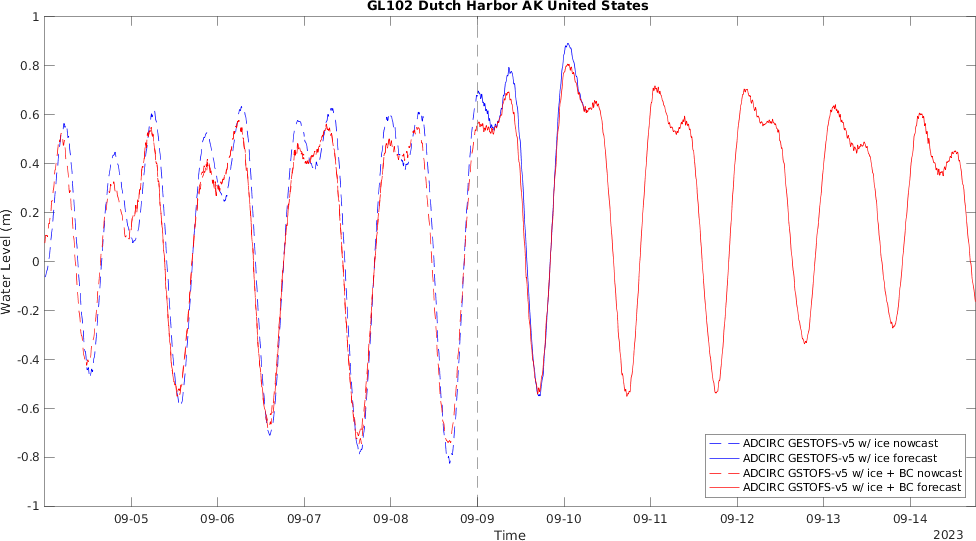 GL102 Dutch Harbor AK United States
1
0.8
0.6
0.4
0.2
0
-0.2
-0.4
-0.6
-0.8
-1
Water Level (m)
ADCIRC GESTOFS-v5 w/ ice nowcast
ADCIRC GESTOFS-v5 w/ ice forecast
ADCIRC GSTOFS-v5 w/ ice + BC nowcast
ADCIRC GSTOFS-v5 w/ ice + BC forecast
09-05 09-06 09-07 09-08 09-09 09-10 09-11 09-12 09-13 09-14
Time
2023